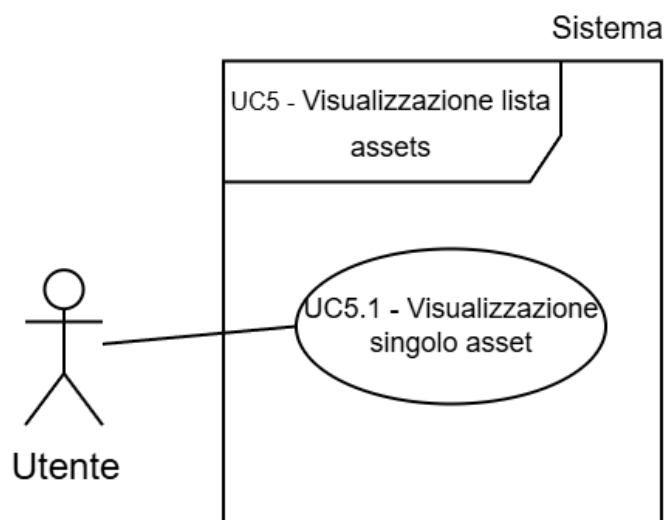 Sistema
UC5 - Visualizzazione lista
assets
UC5.1 - Visualizzazione
singolo asset
Utente